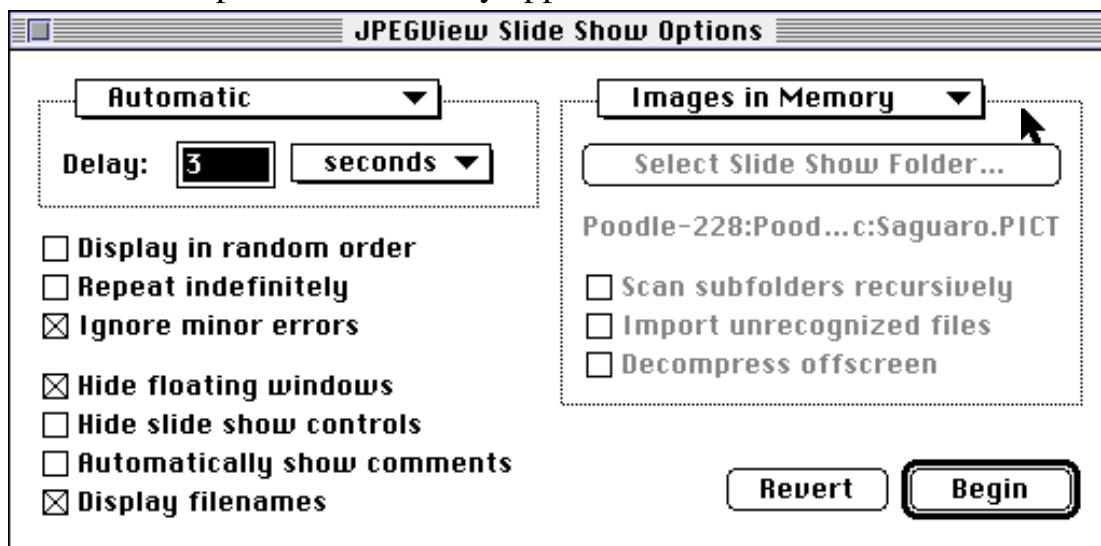 JPEGView Slide Show Options
Automatic
Delay: 3 seconds
Display in random order
Repeat indefinitely
Ignore minor errors
Hide floating windows
Hide slide show controls
Automatically show comments
Display filenames
Images in Memory
Select Slide Show Folder...
Poodle-228:Pood...c:Saguaro.PICT
Scan subfolders recursively
Import unrecognized files
Decompress offscreen
Revert
Begin